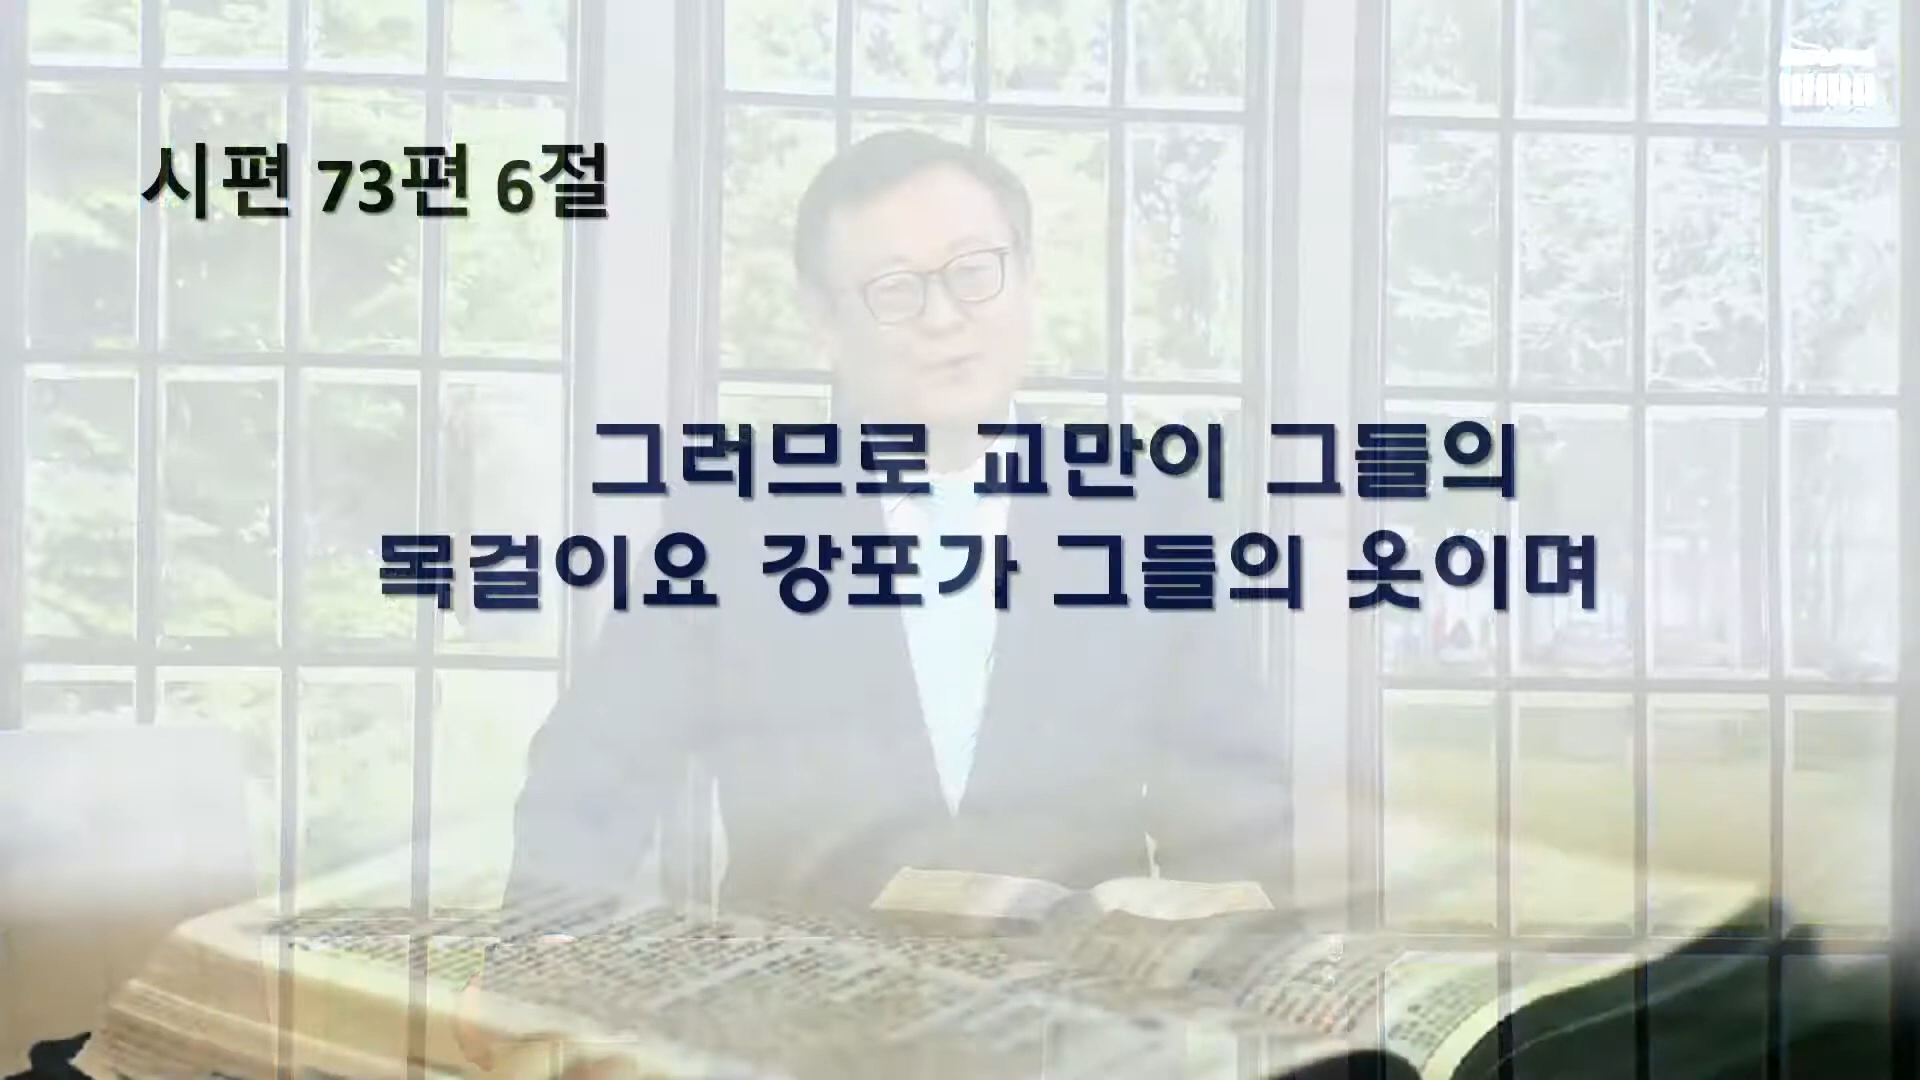 시편 73편 6절
그러므로 교만이 그들의
목걸이요 강포가 그들의 옷이며